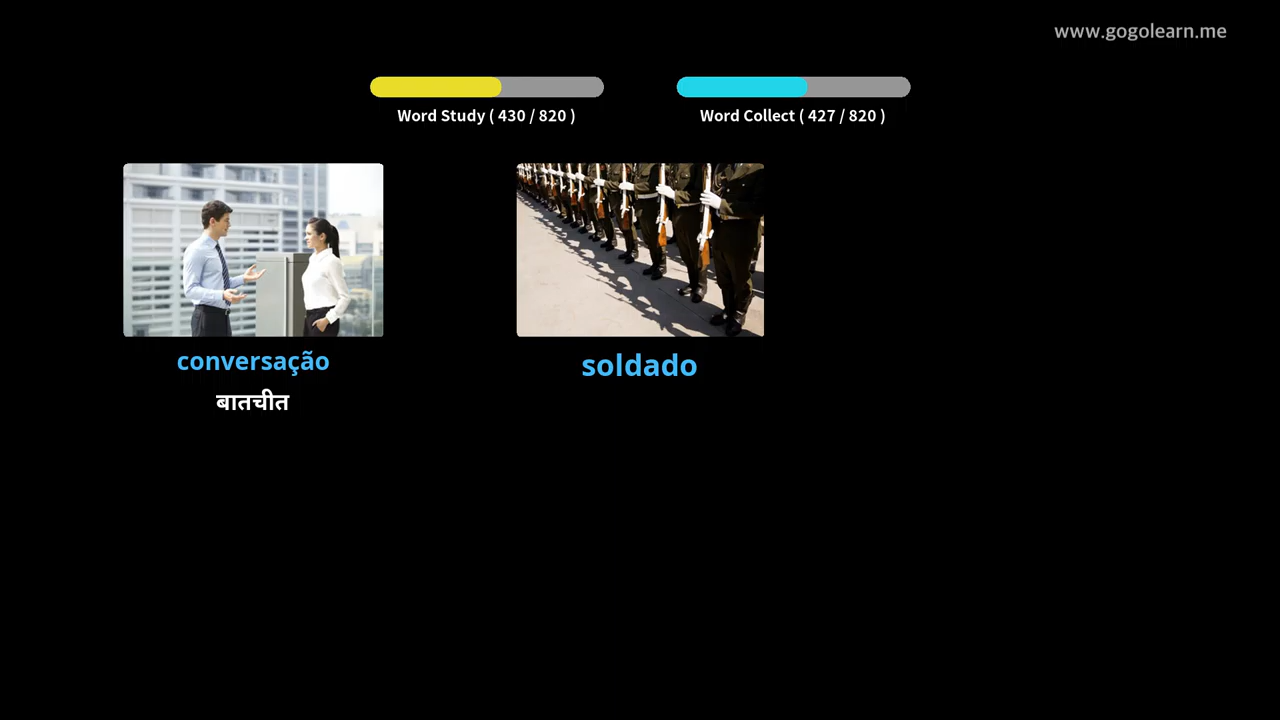 www.gogolearn.me
Word Study ( 430 / 820 )
Word Collect ( 427 / 820 )
conversação
बातचीत
soldado